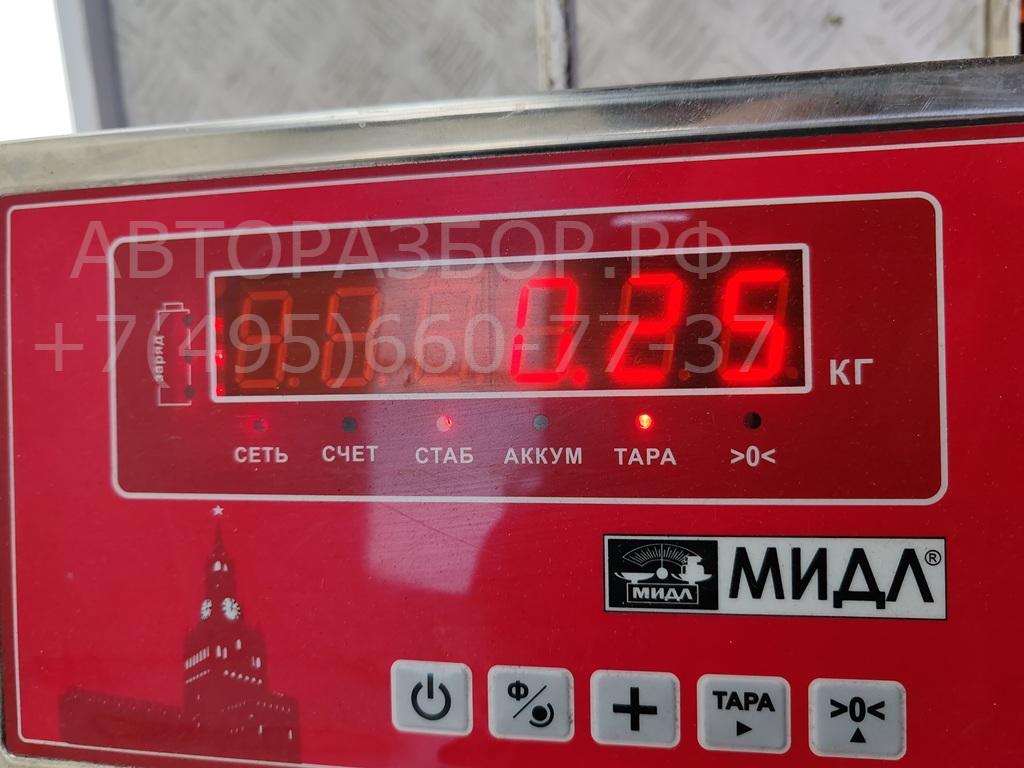 АВТОРАЗБОР.РФ
+7(495)660-77-37
заряд
0.25
КГ
СЕТЬ СЧЕТ СТАБ АККУМ ТАРА >0<
МИДЛ МИДЛ®
Ф/ + ТАРА >0<